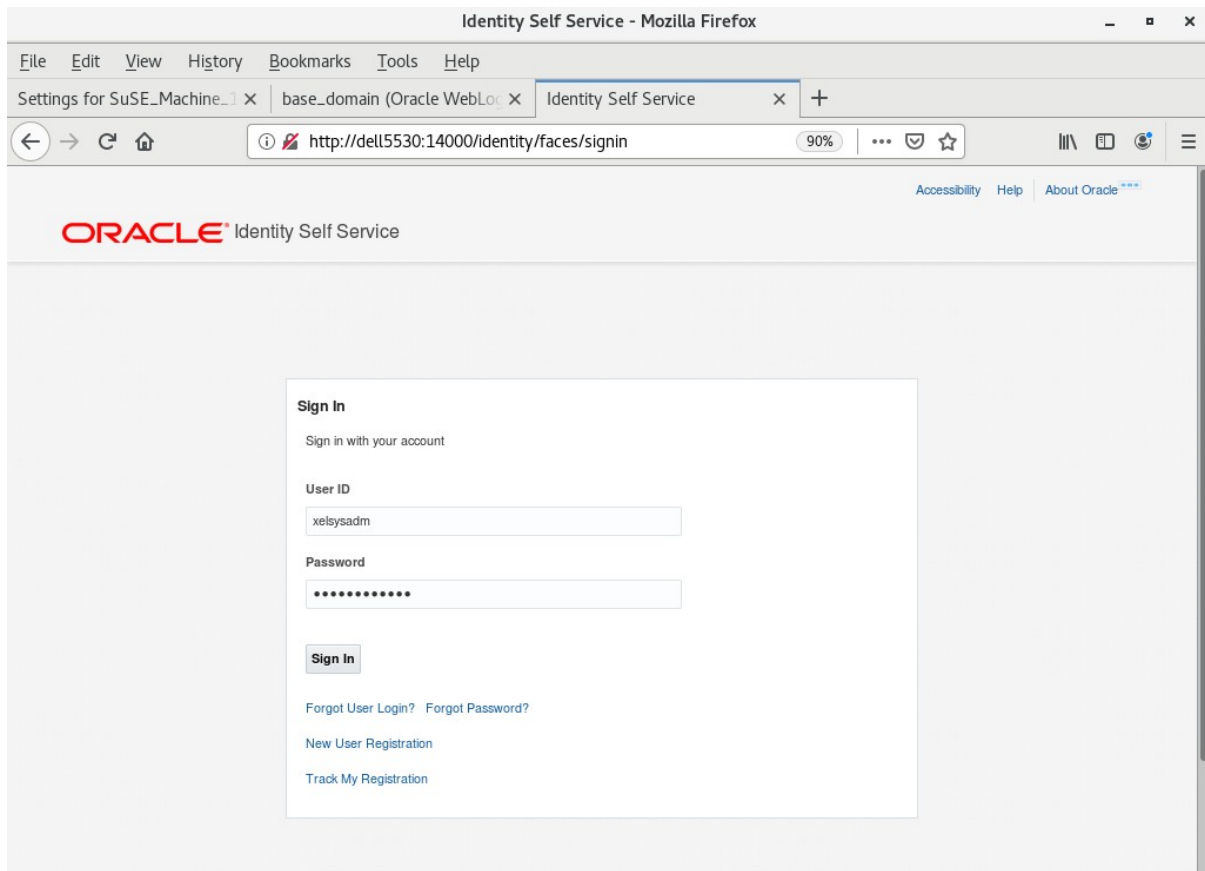 Identity Self Service - Mozilla Firefox
File Edit View History Bookmarks Tools Help
Settings for SuSE_Machine_1 base_domain (Oracle WebLog Identity Self Service
http://dell5530:14000/identity/faces/signin 90%
Accessibility Help About Oracle
ORACLE Identity Self Service
Sign In
Sign in with your account
User ID
xelsysadm
Password
••••••••••••
Sign In
Forgot User Login? Forgot Password?
New User Registration
Track My Registration